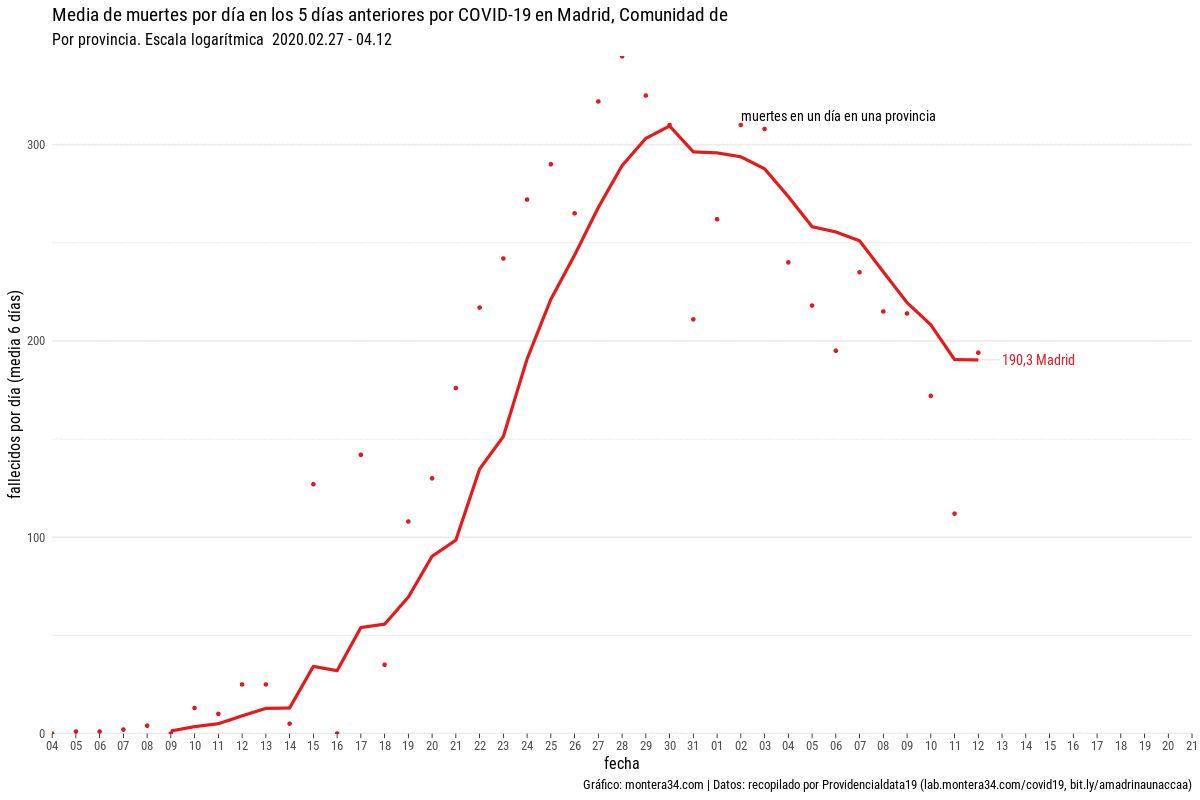 Media de muertes por día en los 5 días anteriores por COVID-19 en Madrid, Comunidad de
Por provincia. Escala logarítmica  2020.02.27 - 04.12
muertes en un día en una provincia
300
200
190,3 Madrid
100
0
fallecidos por día (media 6 días)
04 05 06 07 08 09 10 11 12 13 14 15 16 17 18 19 20 21 22 23 24 25 26 27 28 29 30 31 01 02 03 04 05 06 07 08 09 10 11 12 13 14 15 16 17 18 19 20 21
fecha
Gráfico: montera34.com | Datos: recopilado por Providencialdata19 (lab.montera34.com/covid19, bit.ly/amadrinaunaccaa)